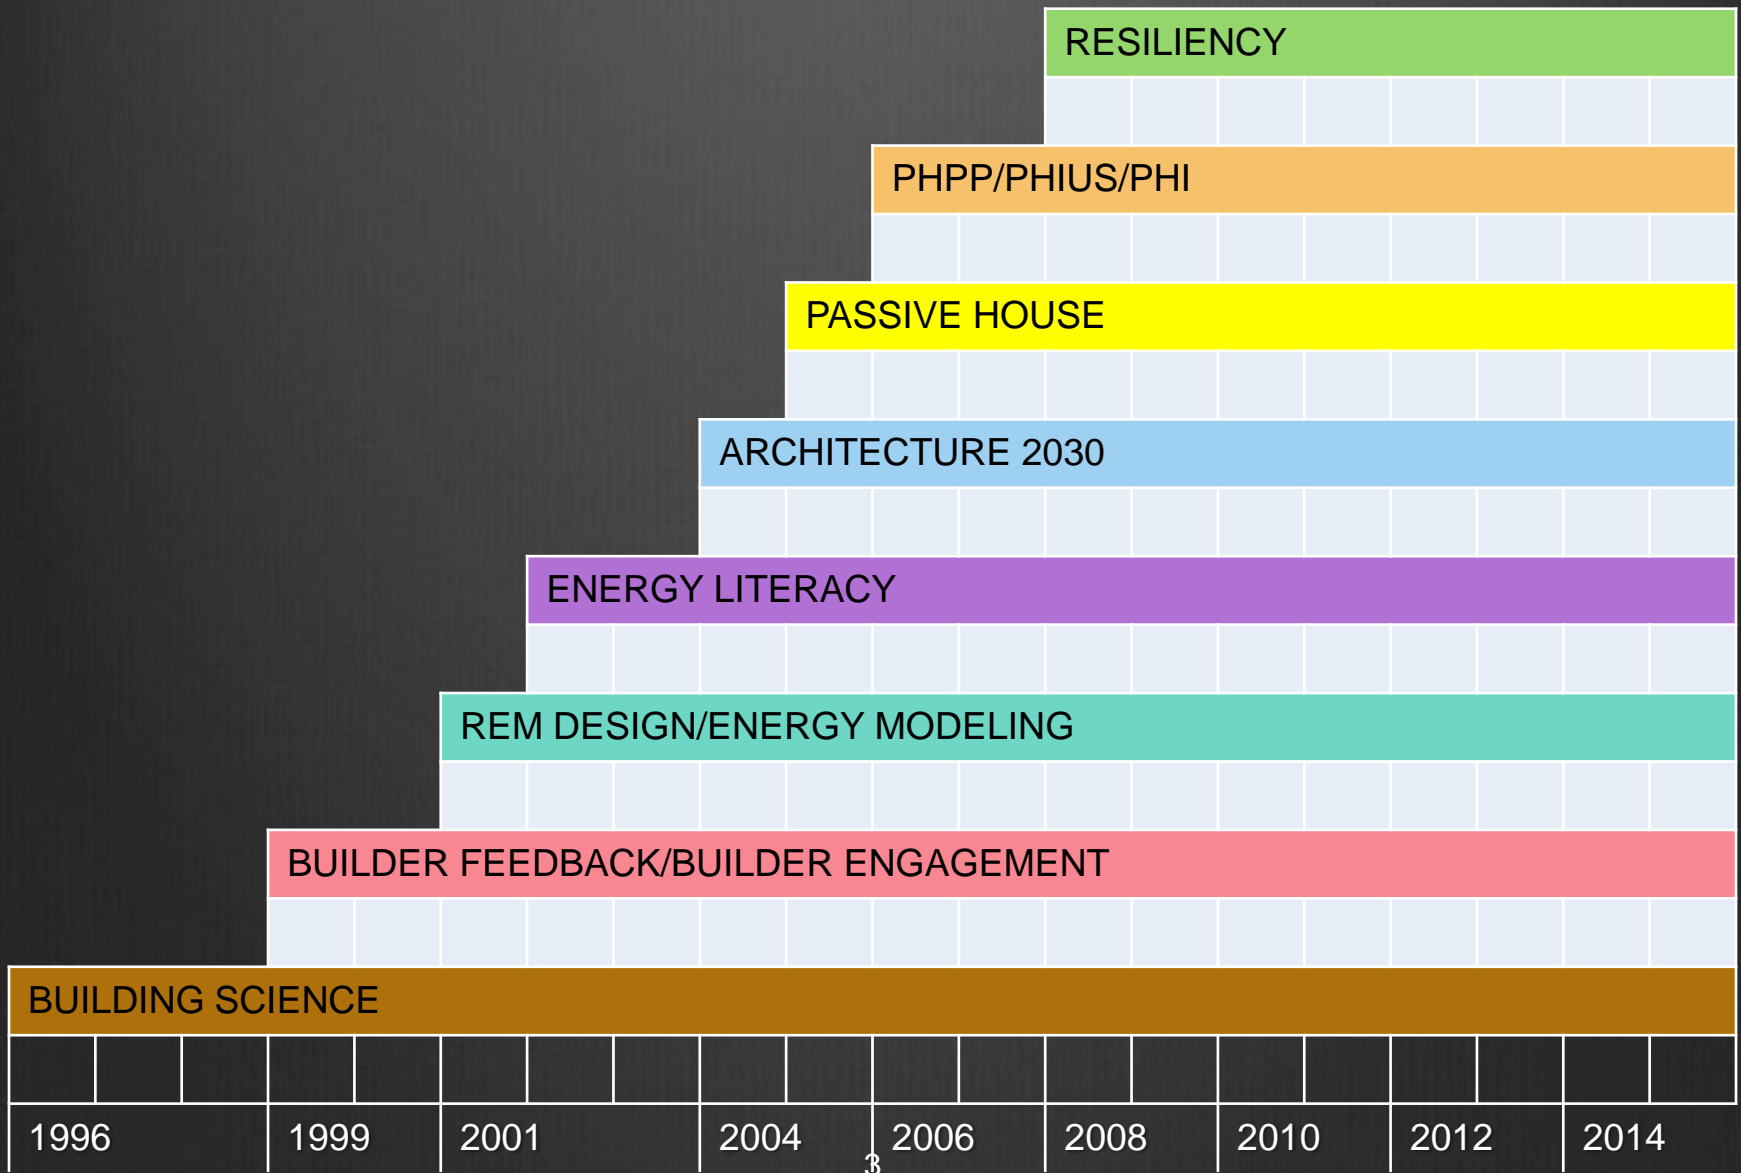 RESILIENCY
PHPP/PHIUS/PHI
PASSIVE HOUSE
ARCHITECTURE 2030
ENERGY LITERACY
REM DESIGN/ENERGY MODELING
BUILDER FEEDBACK/BUILDER ENGAGEMENT
BUILDING SCIENCE
1996 1999 2001 2004 2006 2008 2010 2012 2014
3